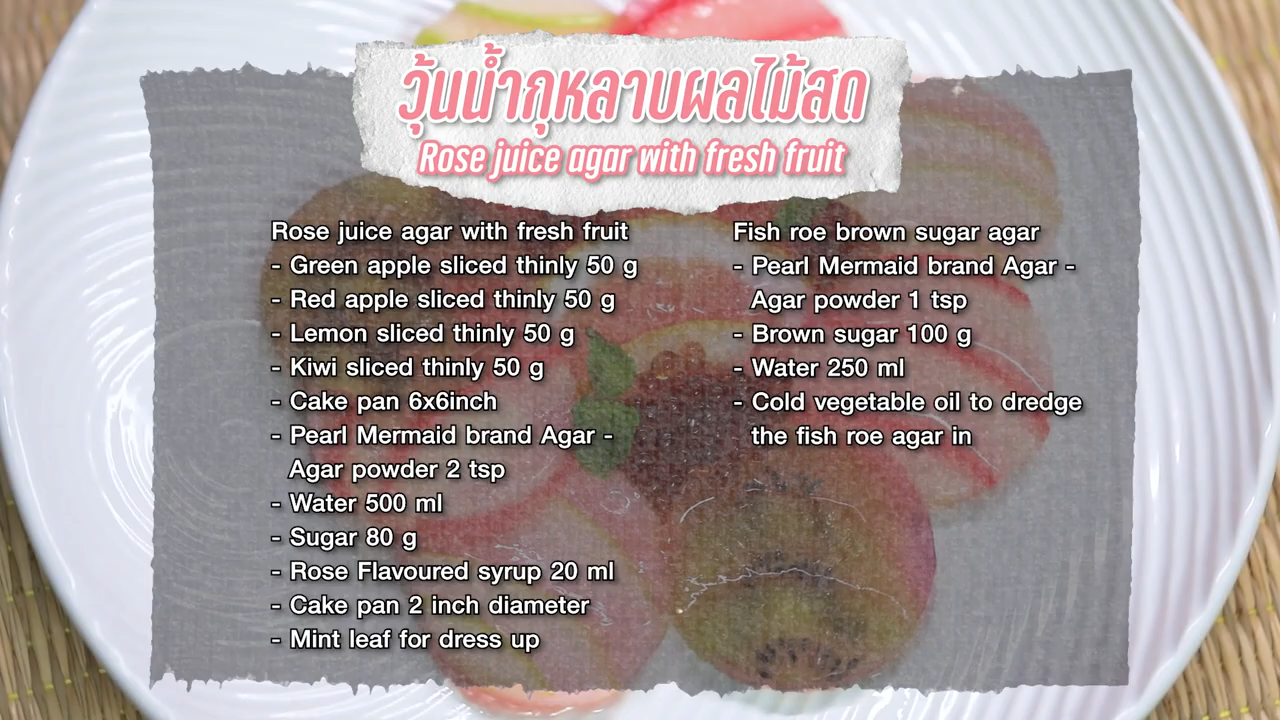 วุ้นน้ำกุหลาบผลไม้สด
Rose juice agar with fresh fruit
Rose juice agar with fresh fruit
- Green apple sliced thinly 50 g
- Red apple sliced thinly 50 g
- Lemon sliced thinly 50 g
- Kiwi sliced thinly 50 g
- Cake pan 6x6inch
- Pearl Mermaid brand Agar -
Agar powder 2 tsp
- Water 500 ml
- Sugar 80 g
- Rose Flavoured syrup 20 ml
- Cake pan 2 inch diameter
- Mint leaf for dress up
Fish roe brown sugar agar
- Pearl Mermaid brand Agar -
Agar powder 1 tsp
- Brown sugar 100 g
- Water 250 ml
- Cold vegetable oil to dredge
the fish roe agar in